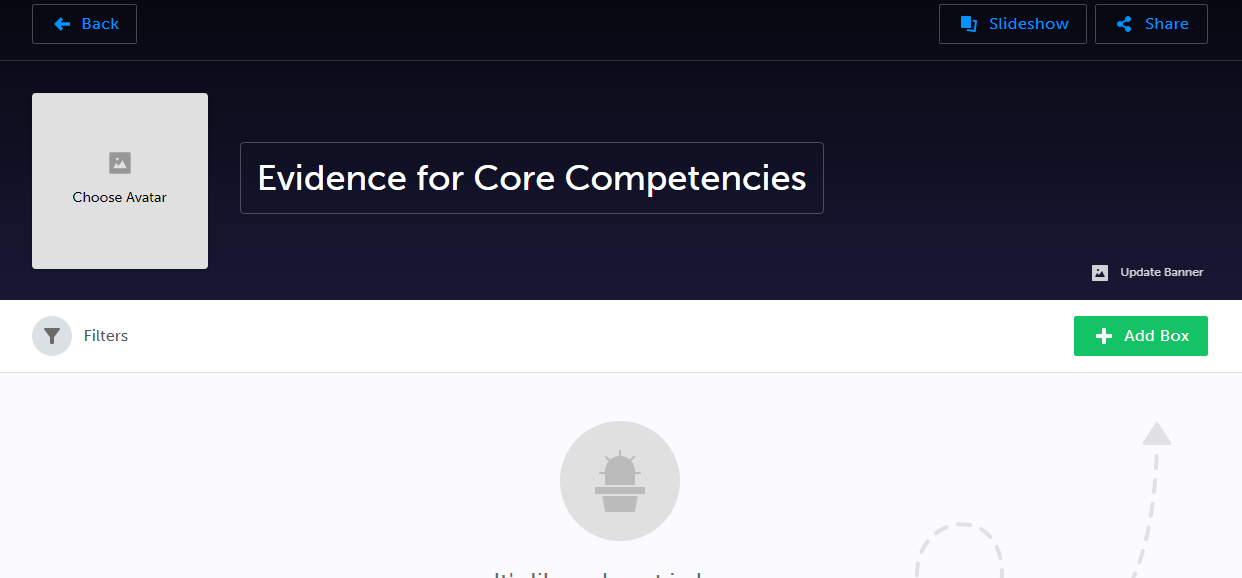 Back
Slideshow
Share
Choose Avatar
Evidence for Core Competencies
Update Banner
Filters
Add Box